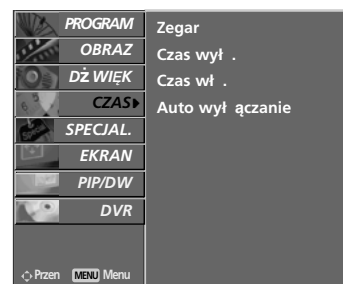 PROGRAM
OBRAZ
DŻ WIĘK
CZAS
SPECJAL.
EKRAN
PIP/DW
DVR
Przen MENU Menu
Zegar
Czas wył .
Czas wł .
Auto wył ączanie